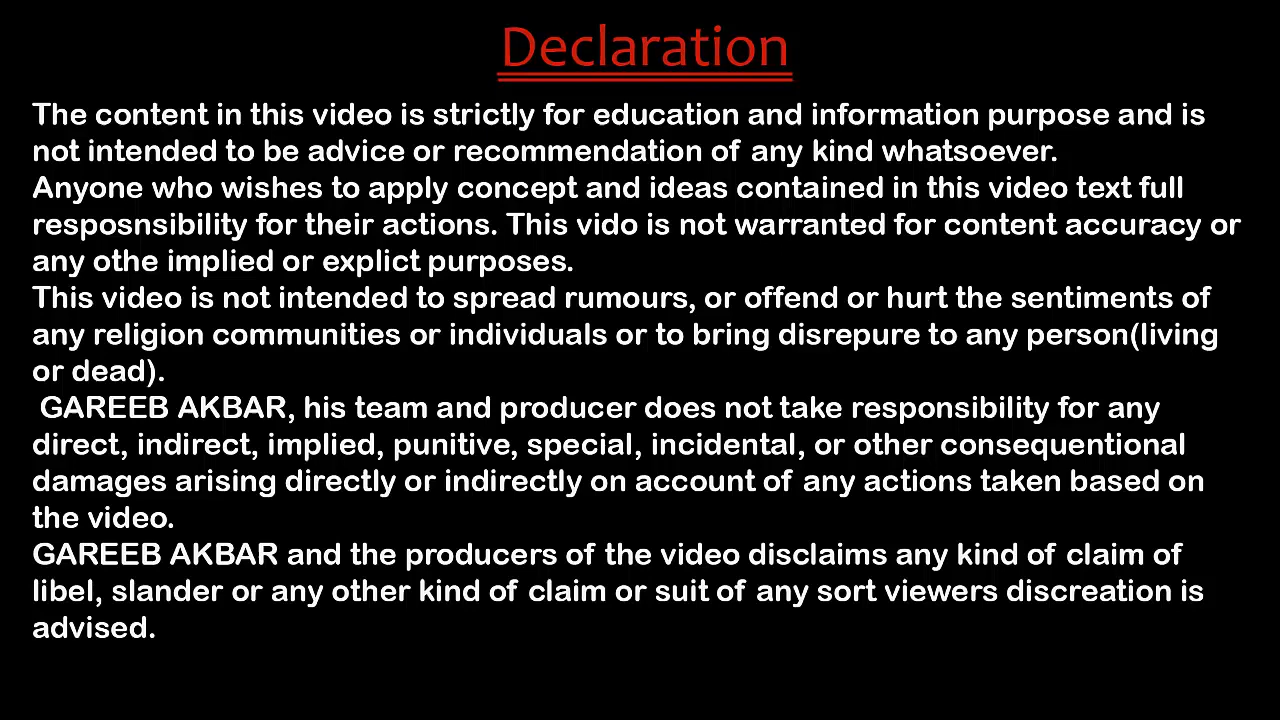 Declaration
The content in this video is strictly for education and information purpose and is
not intended to be advice or recommendation of any kind whatsoever.
Anyone who wishes to apply concept and ideas contained in this video text full
resposnsibility for their actions. This vido is not warranted for content accuracy or
any othe implied or explict purposes.
This video is not intended to spread rumours, or offend or hurt the sentiments of
any religion communities or individuals or to bring disrepure to any person(living
or dead).
GAREEB AKBAR, his team and producer does not take responsibility for any
direct, indirect, implied, punitive, special, incidental, or other consequentional
damages arising directly or indirectly on account of any actions taken based on
the video.
GAREEB AKBAR and the producers of the video disclaims any kind of claim of
libel, slander or any other kind of claim or suit of any sort viewers discreation is
advised.